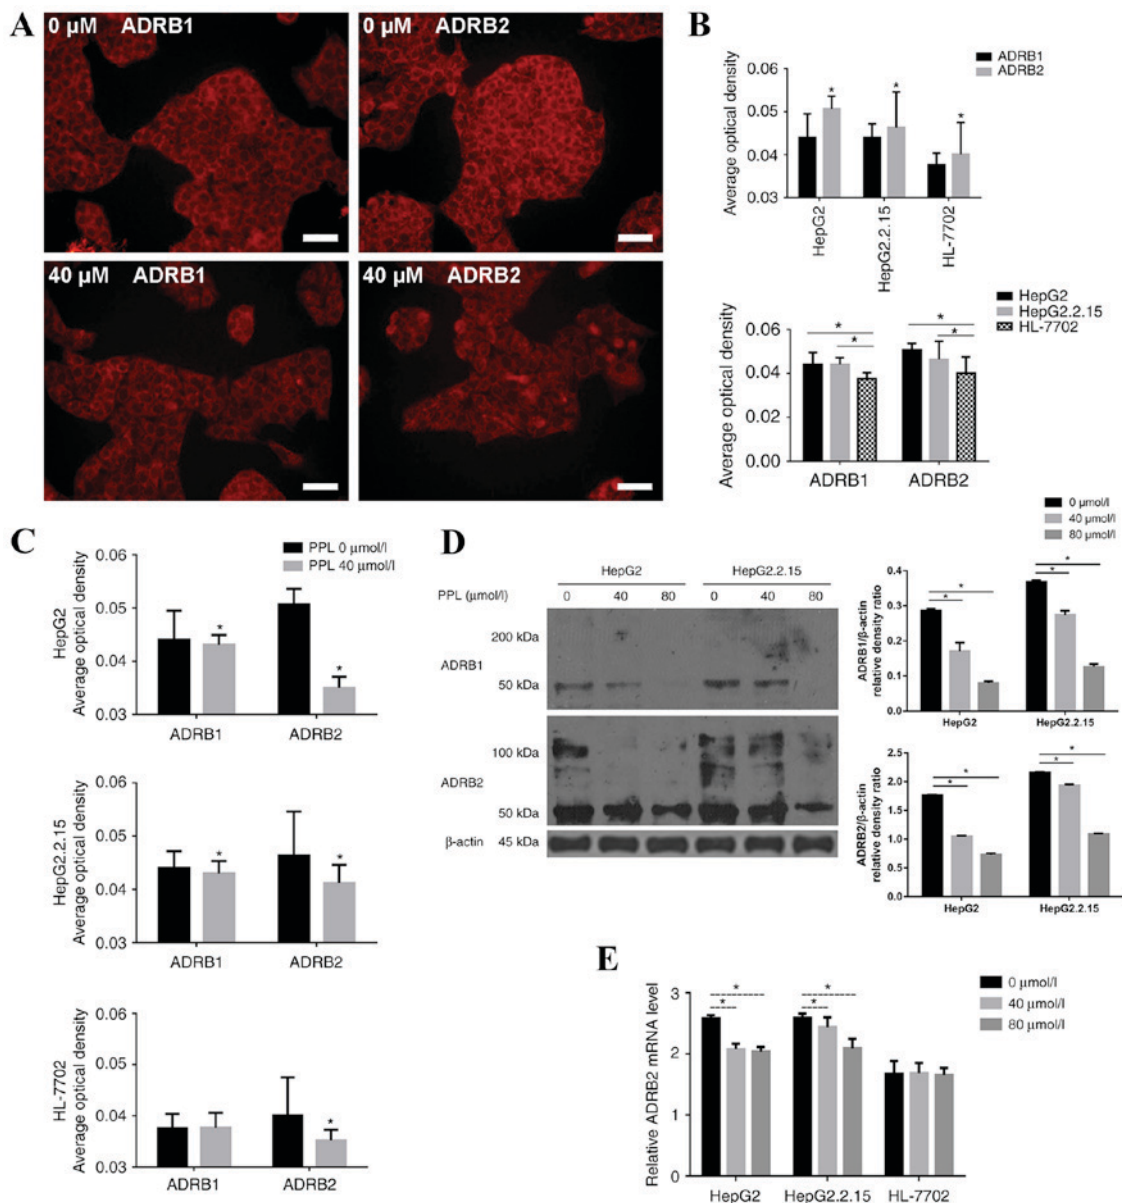 A
0 µM ADRB1
0 µM ADRB2
40 µM ADRB1
40 µM ADRB2
B
ADRB1
ADRB2
Average optical density
0.06
0.05
0.04
0.03
HepG2
HepG2.2.15
HL-7702
* * *
HepG2
HepG2.2.15
HL-7702
Average optical density
0.06
0.04
0.02
0.00
* * * *
ADRB1 ADRB2
C
PPL 0 µmol/l
PPL 40 µmol/l
HepG2
Average optical density
0.06
0.05
0.04
0.03
* *
ADRB1 ADRB2
HepG2.2.15
Average optical density
0.06
0.05
0.04
0.03
* *
ADRB1 ADRB2
HL-7702
Average optical density
0.06
0.05
0.04
0.03
*
ADRB1 ADRB2
D
HepG2 HepG2.2.15
PPL (µmol/l) 0 40 80 0 40 80
200 kDa
ADRB1
50 kDa
100 kDa
ADRB2
50 kDa
β-actin 45 kDa
0 µmol/l
40 µmol/l
80 µmol/l
ADRB1/β-actin
relative density ratio
0.4
0.3
0.2
0.1
0.0
* * * *
HepG2 HepG2.2.15
ADRB2/β-actin
relative density ratio
2.5
2.0
1.5
1.0
0.5
0.0
* * * *
HepG2 HepG2.2.15
E
0 µmol/l
40 µmol/l
80 µmol/l
Relative ADRB2 mRNA level
3
2
1
0
* * * *
HepG2 HepG2.2.15 HL-7702